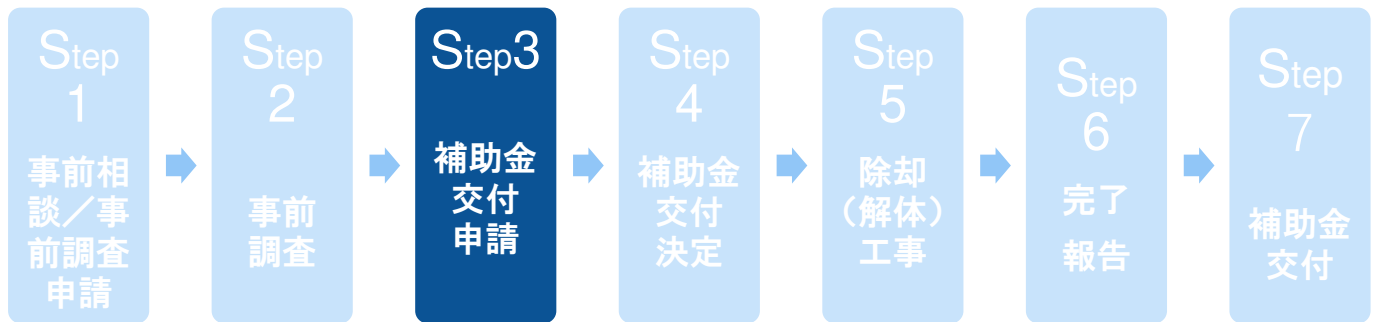 Step
1
事前相
談／事
前調査
申請
Step
2
事前
調査
Step3
補助金
交付
申請
Step
4
補助金
交付
決定
Step
5
除却
（解体）
工事
Step
6
完了
報告
Step
7
補助金
交付